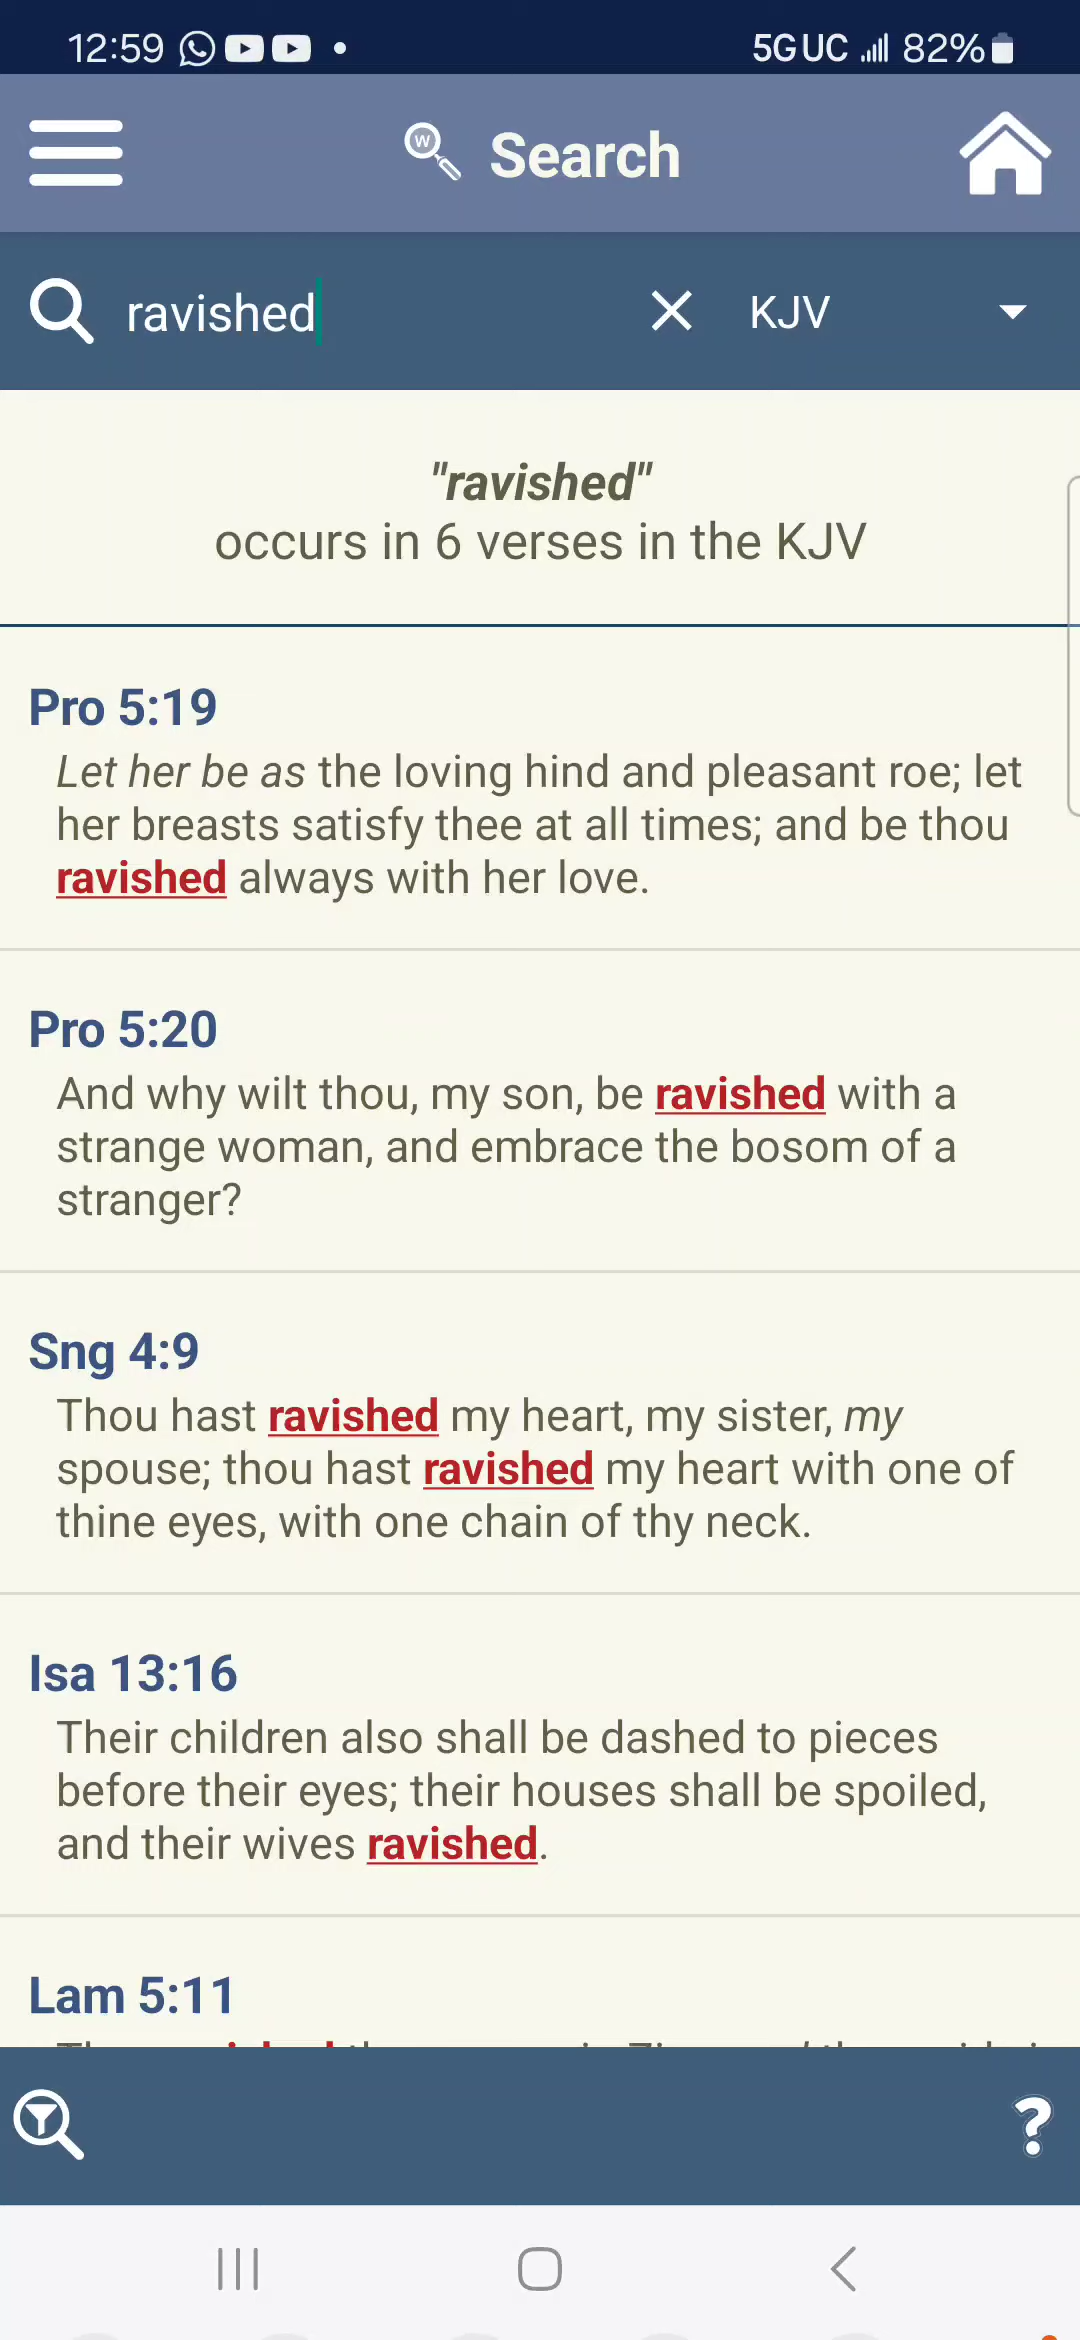 12:59
5G UC 82%
W
Search
ravished
KJV
"ravished"
occurs in 6 verses in the KJV
Pro 5:19
Let her be as the loving hind and pleasant roe; let
her breasts satisfy thee at all times; and be thou
ravished always with her love.
Pro 5:20
And why wilt thou, my son, be ravished with a
strange woman, and embrace the bosom of a
stranger?
Sng 4:9
Thou hast ravished my heart, my sister, my
spouse; thou hast ravished my heart with one of
thine eyes, with one chain of thy neck.
Isa 13:16
Their children also shall be dashed to pieces
before their eyes; their houses shall be spoiled,
and their wives ravished.
Lam 5:11
?